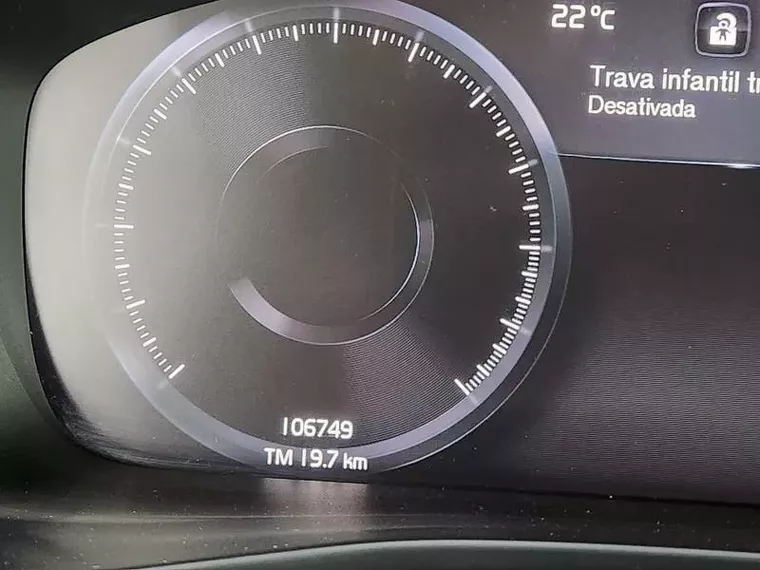 22°C
Trava infantil
Desativada
106749
TM 19.7 km